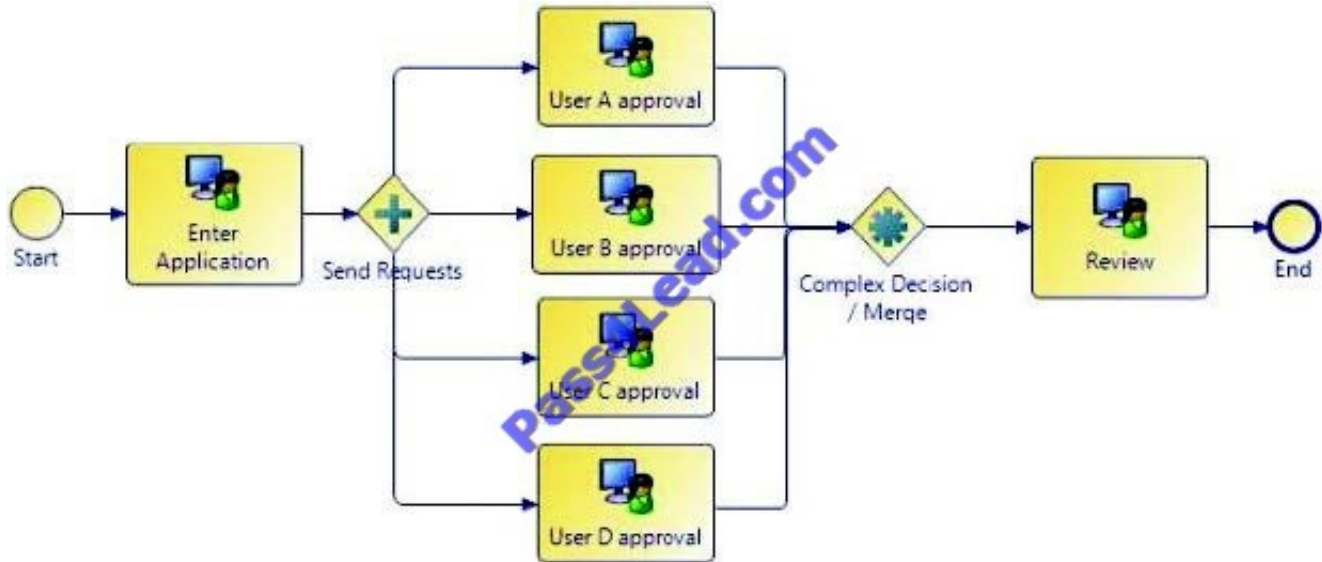 Start
Enter
Application
Send Requests
User A approval
User B approval
User C approval
User D approval
Complex Decision
/ Merge
Review
End
Pass4Lead.com